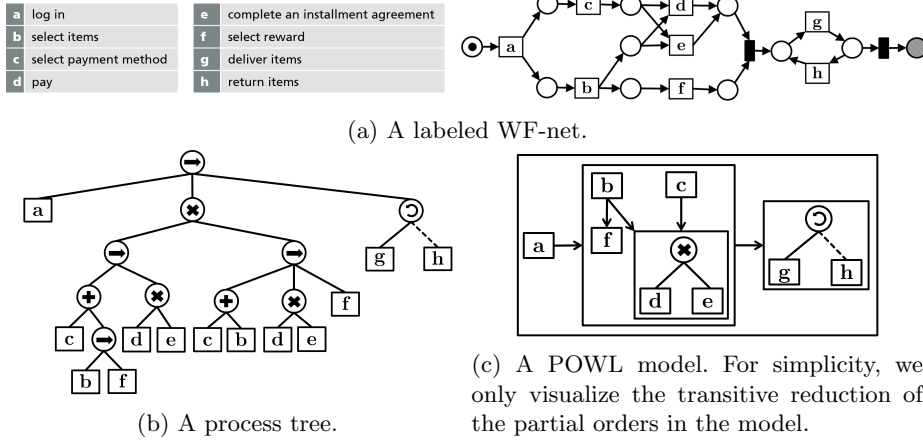 a log in
b select items
c select payment method
d pay
e complete an installment agreement
f select reward
g deliver items
h return items
a c d e b f g h
(a) A labeled WF-net.
a
g h
f
c d e c b d e
b f
(b) A process tree.
b c
a f
d e g h
(c) A POWL model. For simplicity, we
only visualize the transitive reduction of
the partial orders in the model.